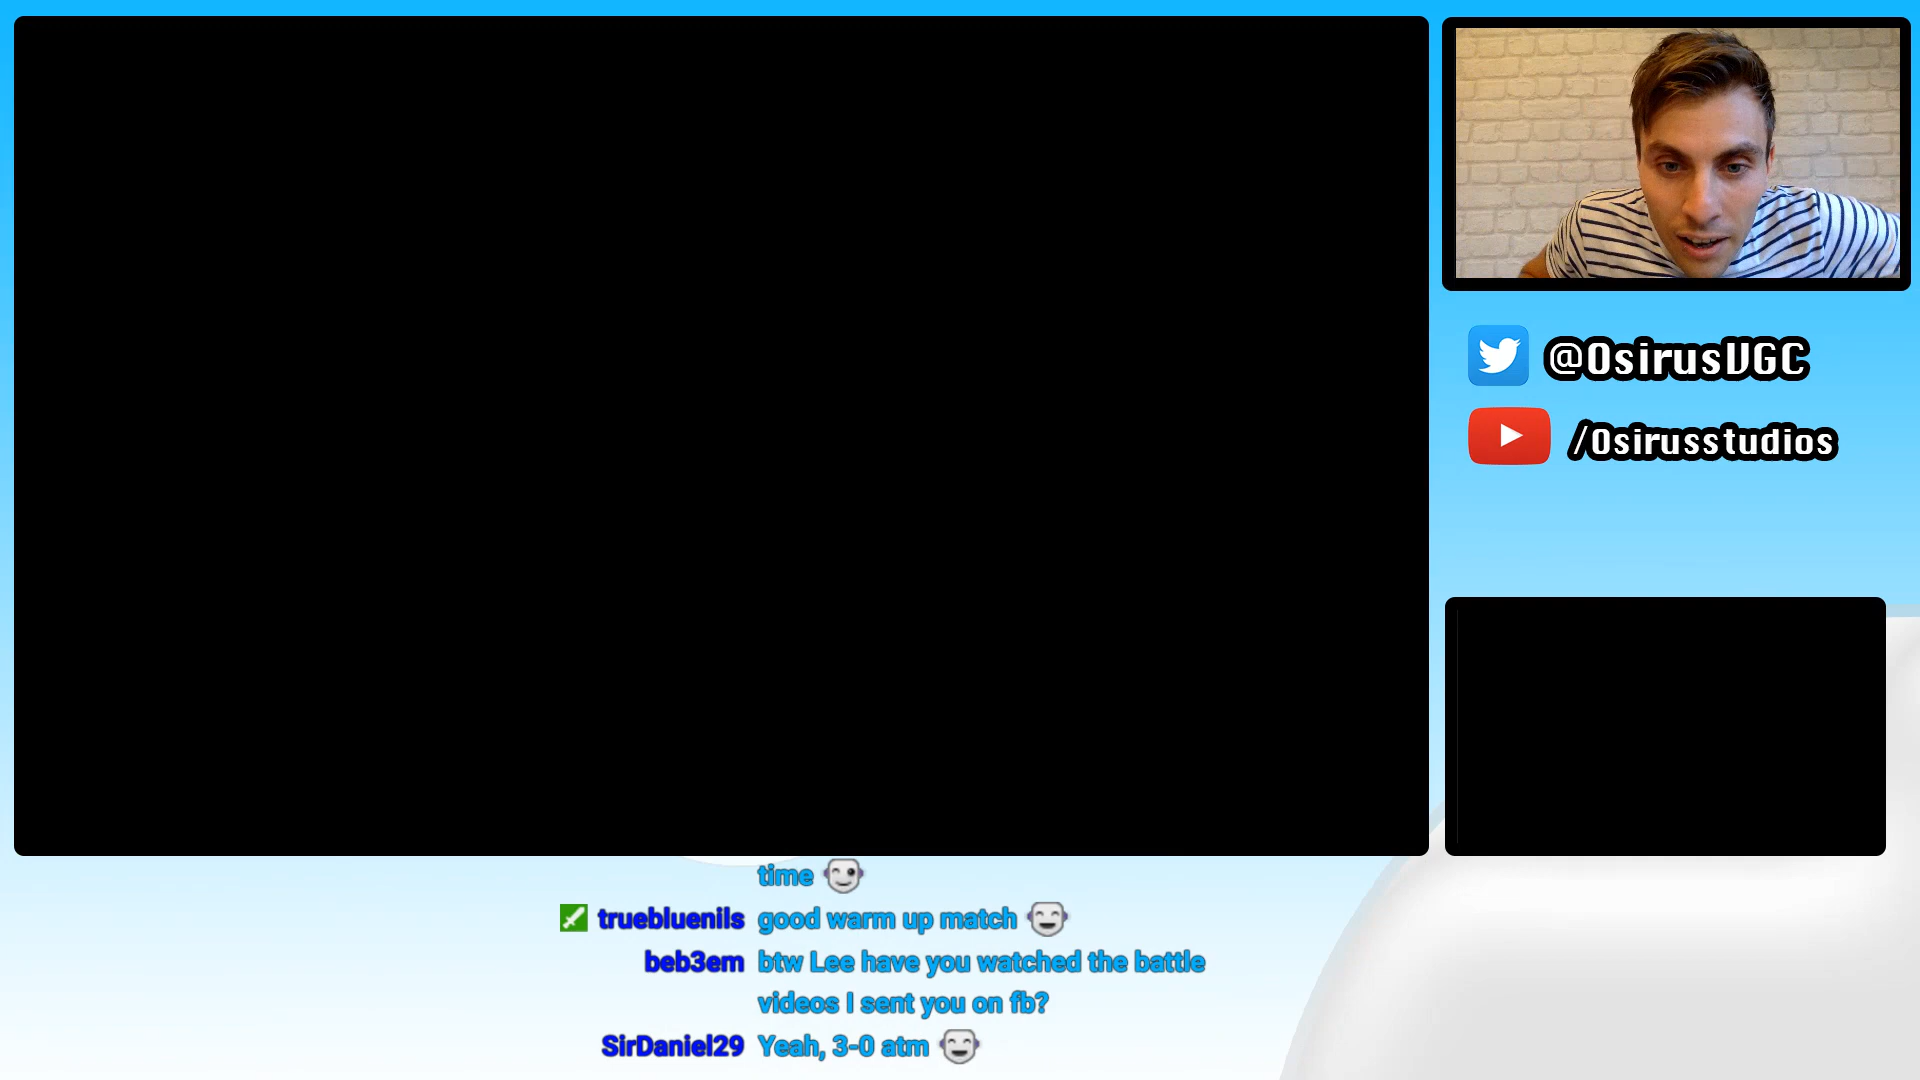 @OsirusVGC
/Osirusstudios
time
truebluenils good warm up match
beb3em btw Lee have you watched the battle
videos I sent you on fb?
SirDaniel29 Yeah, 3-0 atm